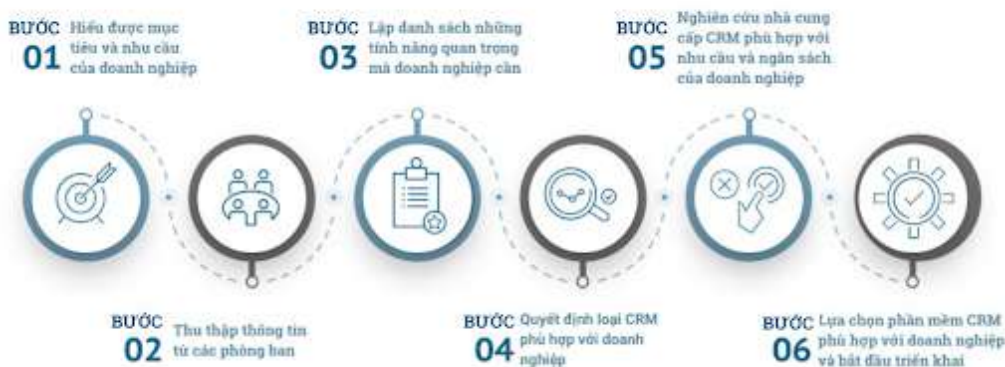 BƯỚC 01
Hiểu được mục
tiêu và nhu cầu
của doanh nghiệp
BƯỚC 02
Thu thập thông tin
từ các phòng ban
BƯỚC 03
Lập danh sách những
tính năng quan trọng
mà doanh nghiệp cần
BƯỚC 04
Quyết định loại CRM
phù hợp với doanh
nghiệp
BƯỚC 05
Nghiên cứu nhà cung
cấp CRM phù hợp với
nhu cầu và ngân sách
của doanh nghiệp
BƯỚC 06
Lựa chọn phần mềm CRM
phù hợp với doanh nghiệp
và bắt đầu triển khai